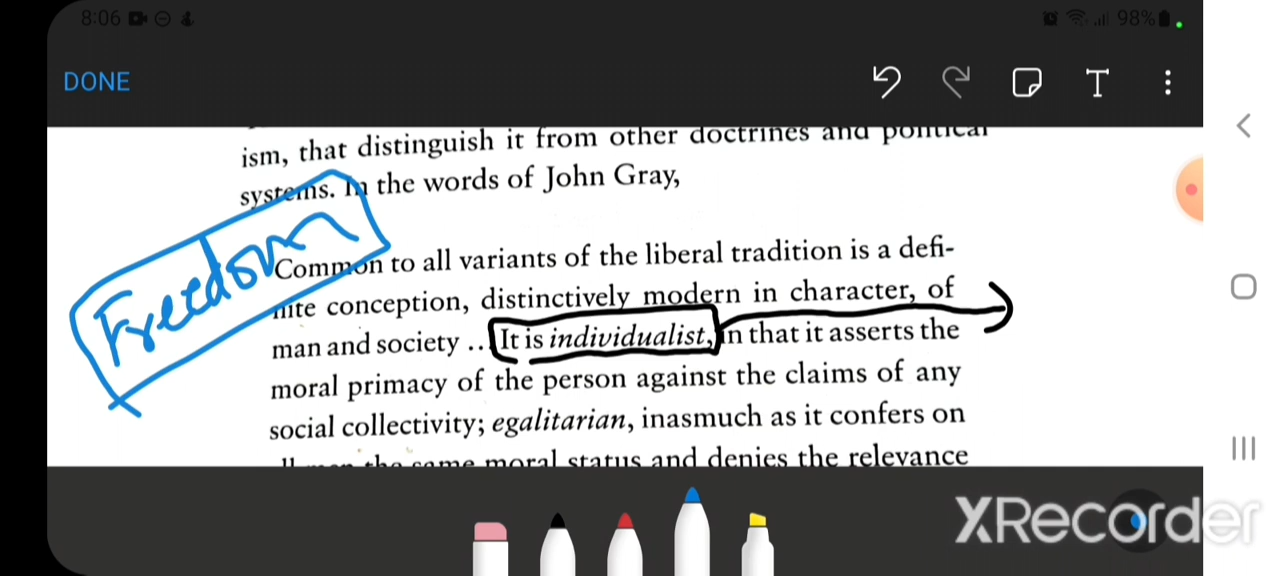 8:06
98%
DONE
T
ism, that distinguish it from other doctrines and political
systems. In the words of John Gray,
Freedom
Common to all variants of the liberal tradition is a defi-
nite conception, distinctively modern in character, of
man and society ... It is individualist, in that it asserts the
moral primacy of the person against the claims of any
social collectivity; egalitarian, inasmuch as it confers on
all men the same moral status and denies the relevance
XRecorder